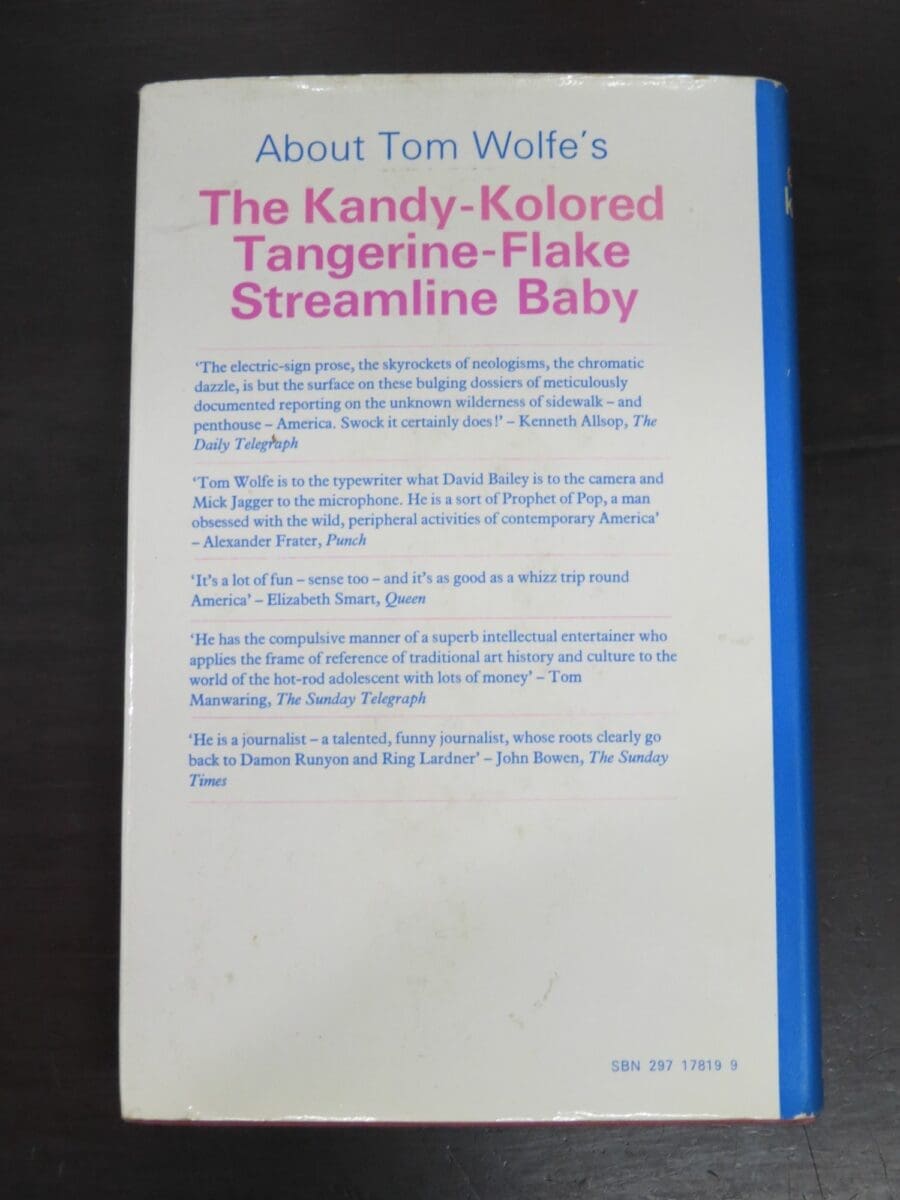 About Tom Wolfe's
The Kandy-Kolored
Tangerine-Flake
Streamline Baby
‘The electric-sign prose, the skyrockets of neologisms, the chromatic
dazzle, is but the surface on these bulging dossiers of meticulously
documented reporting on the unknown wilderness of sidewalk – and
penthouse – America. Swock it certainly does!’ – Kenneth Allsop, The
Daily Telegraph
‘Tom Wolfe is to the typewriter what David Bailey is to the camera and
Mick Jagger to the microphone. He is a sort of Prophet of Pop, a man
obsessed with the wild, peripheral activities of contemporary America’
– Alexander Frater, Punch
‘It's a lot of fun – sense too – and it's as good as a whizz trip round
America’ – Elizabeth Smart, Queen
‘He has the compulsive manner of a superb intellectual entertainer who
applies the frame of reference of traditional art history and culture to the
world of the hot-rod adolescent with lots of money’ – Tom
Manwaring, The Sunday Telegraph
‘He is a journalist – a talented, funny journalist, whose roots clearly go
back to Damon Runyon and Ring Lardner’ – John Bowen, The Sunday
Times
SBN 297 17819 9